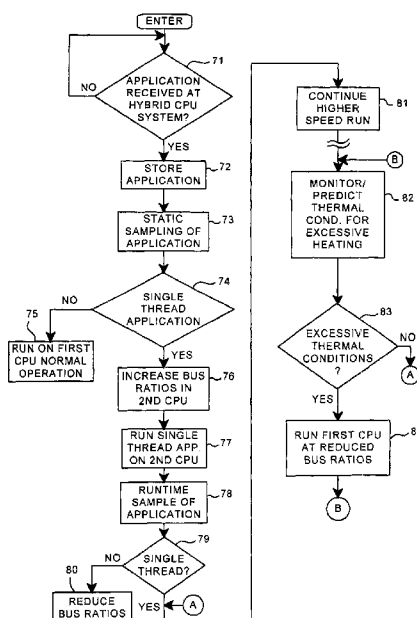 ENTER
71
APPLICATION
RECEIVED AT
HYBRID CPU
SYSTEM?
NO
YES
72
STORE
APPLICATION
73
STATIC
SAMPLING OF
APPLICATION
74
SINGLE
THREAD
APPLICATION
NO
75
RUN ON FIRST
CPU NORMAL
OPERATION
YES
76
INCREASE BUS
RATIOS IN
2ND CPU
77
RUN SINGLE
THREAD APP.
ON 2ND CPU
78
RUNTIME
SAMPLE OF
APPLICATION
79
SINGLE
THREAD?
NO
80
REDUCE
BUS RATIOS
YES
A
81
CONTINUE
HIGHER
SPEED RUN
B
82
MONITOR/
PREDICT THERMAL
COND. FOR
EXCESSIVE
HEATING
83
EXCESSIVE
THERMAL
CONDITIONS
?
NO
A
YES
8
RUN FIRST CPU
AT REDUCED
BUS RATIOS
B